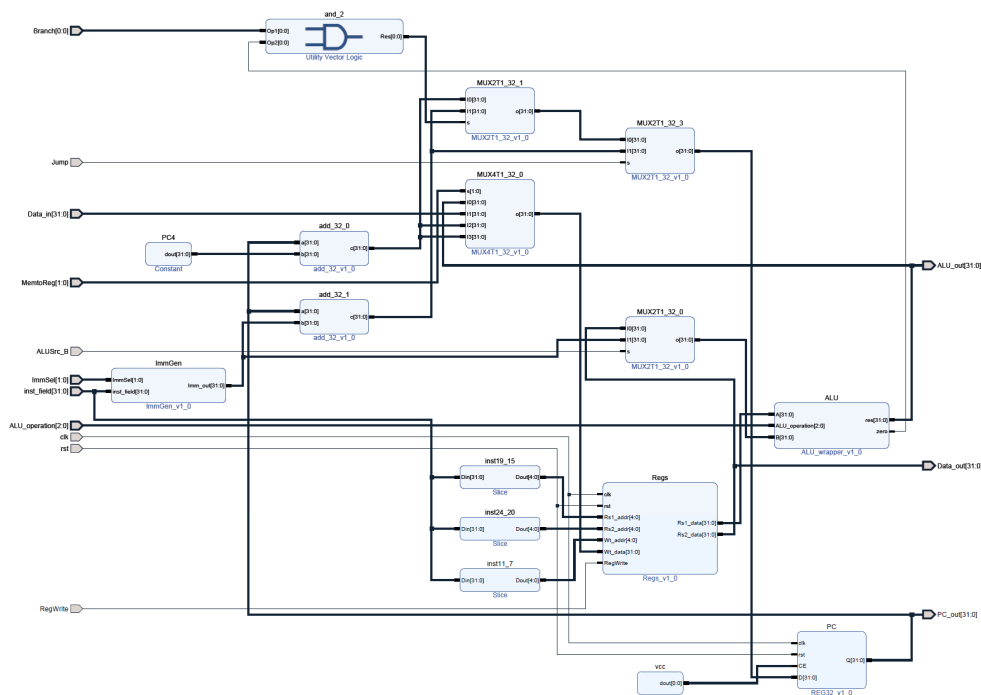 and_2
Branch[0:0]
Op1[0:0]
Op2[0:0]
Res[0:0]
Utility Vector Logic
MUX2T1_32_1
I0[31:0]
I1[31:0]
s
o[31:0]
MUX2T1_32_v1_0
MUX2T1_32_3
I0[31:0]
I1[31:0]
s
o[31:0]
MUX2T1_32_v1_0
Jump
MUX4T1_32_0
s[1:0]
I0[31:0]
I1[31:0]
I2[31:0]
I3[31:0]
o[31:0]
MUX4T1_32_v1_0
Data_in[31:0]
PC4
dout[31:0]
Constant
add_32_0
a[31:0]
b[31:0]
c[31:0]
add_32_v1_0
ALU_out[31:0]
MemtoReg[1:0]
add_32_1
a[31:0]
b[31:0]
c[31:0]
add_32_v1_0
MUX2T1_32_0
I0[31:0]
I1[31:0]
s
o[31:0]
MUX2T1_32_v1_0
ALUSrc_B
ImmGen
ImmSel[1:0]
ImmSel[1:0]
inst_field[31:0]
inst_field[31:0]
Imm_out[31:0]
ImmGen_v1_0
ALU
A[31:0]
ALU_operation[2:0]
B[31:0]
res[31:0]
zero
ALU_wrapper_v1_0
ALU_operation[2:0]
clk
rst
Data_out[31:0]
inst19_15
Din[31:0]
Dout[4:0]
Slice
inst24_20
Din[31:0]
Dout[4:0]
Slice
inst11_7
Din[31:0]
Dout[4:0]
Slice
Regs
clk
rst
Rs1_addr[4:0]
Rs2_addr[4:0]
Wt_addr[4:0]
Wt_data[31:0]
RegWrite
Rs1_data[31:0]
Rs2_data[31:0]
Regs_v1_0
RegWrite
PC_out[31:0]
PC
clk
rst
CE
D[31:0]
Q[31:0]
REG32_v1_0
vcc
dout[0:0]